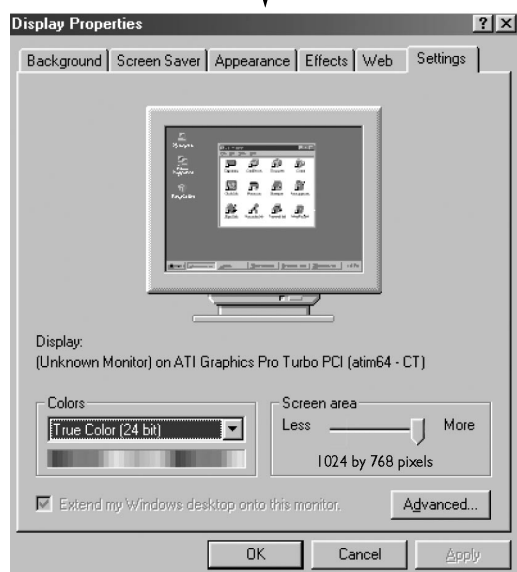 Display Properties
Background Screen Saver Appearance Effects Web Settings
Display:
(Unknown Monitor) on ATI Graphics Pro Turbo PCI (atim64 - CT)
Colors
True Color (24 bit)
Screen area
Less More
1024 by 768 pixels
Extend my Windows desktop onto this monitor.
Advanced...
OK Cancel Apply